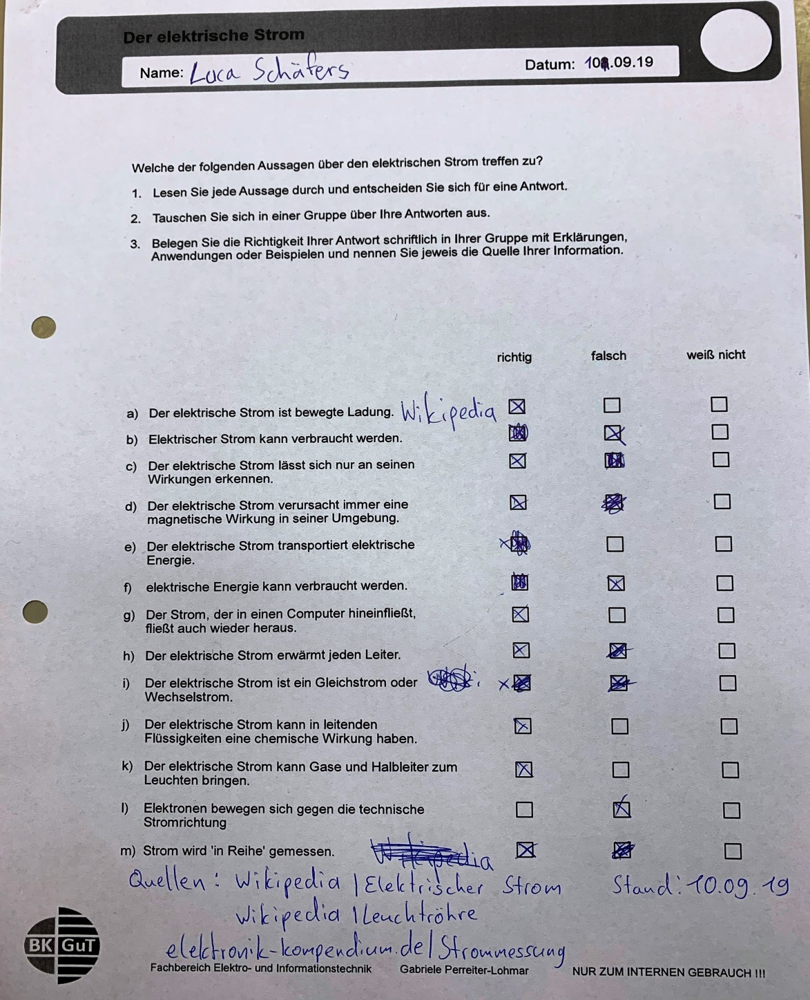 Der elektrische Strom
Name: Luca Schäfers Datum: 10.09.19
Welche der folgenden Aussagen über den elektrischen Strom treffen zu?
1. Lesen Sie jede Aussage durch und entscheiden Sie sich für eine Antwort.
2. Tauschen Sie sich in einer Gruppe über Ihre Antworten aus.
3. Belegen Sie die Richtigkeit Ihrer Antwort schriftlich in Ihrer Gruppe mit Erklärungen,
Anwendungen oder Beispielen und nennen Sie jeweis die Quelle Ihrer Information.
richtig falsch weiß nicht
a) Der elektrische Strom ist bewegte Ladung. Wikipedia
b) Elektrischer Strom kann verbraucht werden.
c) Der elektrische Strom lässt sich nur an seinen
Wirkungen erkennen.
d) Der elektrische Strom verursacht immer eine
magnetische Wirkung in seiner Umgebung.
e) Der elektrische Strom transportiert elektrische
Energie.
f) elektrische Energie kann verbraucht werden.
g) Der Strom, der in einen Computer hineinfließt,
fließt auch wieder heraus.
h) Der elektrische Strom erwärmt jeden Leiter.
i) Der elektrische Strom ist ein Gleichstrom oder
Wechselstrom.
j) Der elektrische Strom kann in leitenden
Flüssigkeiten eine chemische Wirkung haben.
k) Der elektrische Strom kann Gase und Halbleiter zum
Leuchten bringen.
l) Elektronen bewegen sich gegen die technische
Stromrichtung
m) Strom wird 'in Reihe' gemessen. Wikipedia
Quellen: Wikipedia | Elektrischer Strom Stand: 10.09.19
Wikipedia | Leuchtröhre
elektronik-kompendium.de | Strommessung
BK GuT
Fachbereich Elektro- und Informationstechnik Gabriele Perreiter-Lohmar NUR ZUM INTERNEN GEBRAUCH !!!